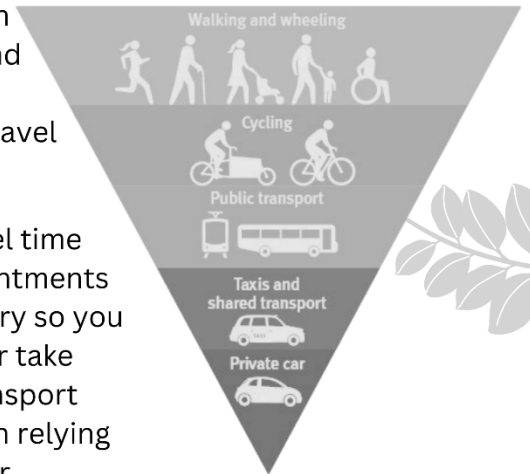 Walking and wheeling
Cycling
Public transport
Taxis and
shared transport
TAXI
Private car
avel
time
ntments
ry so you
r take
nsport
n relying